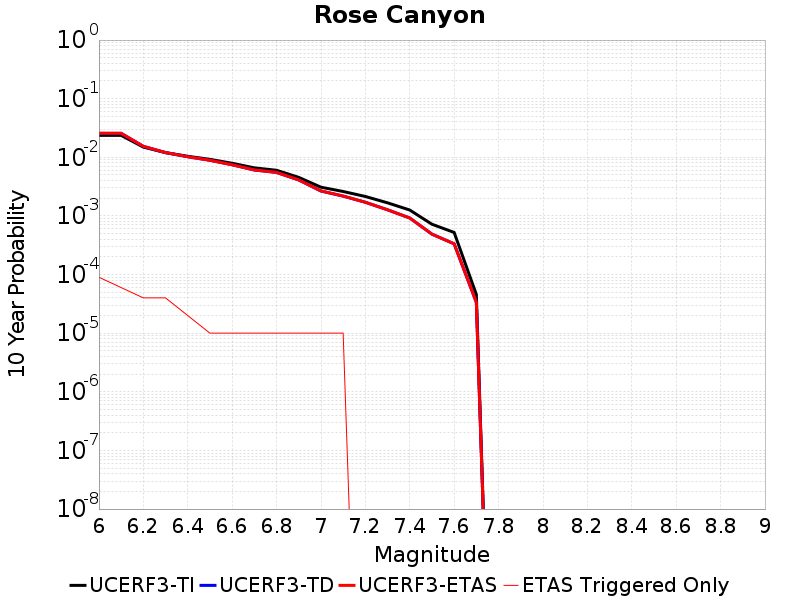 Rose Canyon
10^0
10^-1
10^-2
10^-3
10^-4
10^-5
10^-6
10^-7
10^-8
10 Year Probability
6 6.2 6.4 6.6 6.8 7 7.2 7.4 7.6 7.8 8 8.2 8.4 8.6 8.8 9
Magnitude
UCERF3-TI UCERF3-TD UCERF3-ETAS ETAS Triggered Only